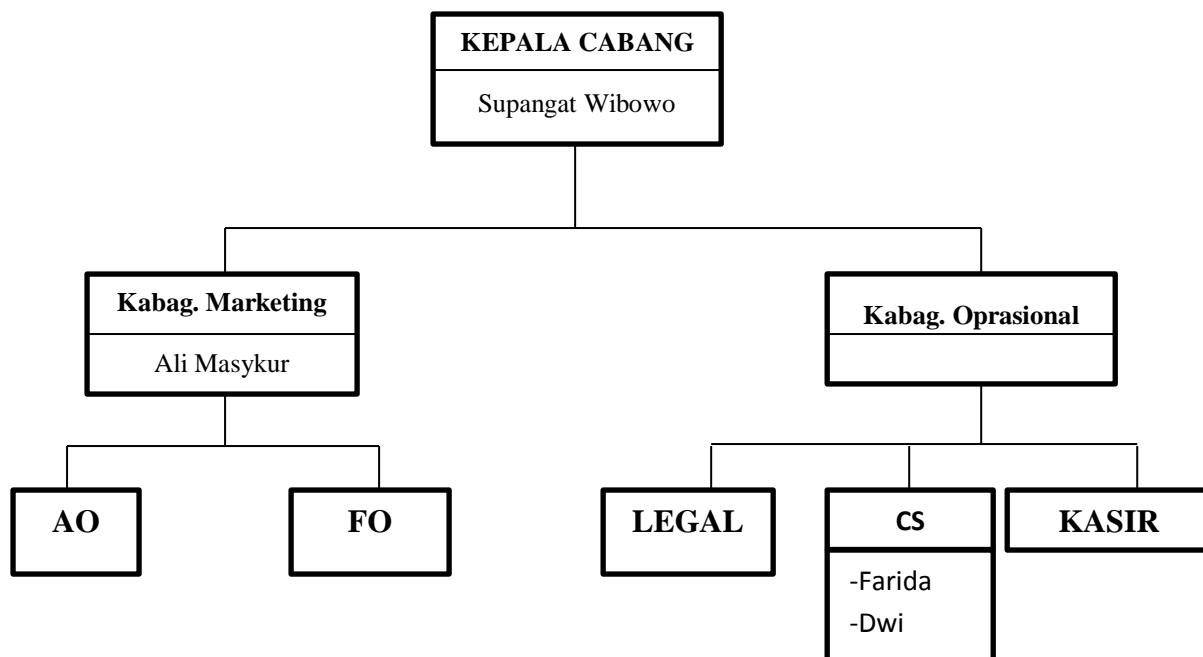 KEPALA CABANG
Supangat Wibowo
Kabag. Marketing
Ali Masykur
Kabag. Oprasional
AO
FO
LEGAL
CS
-Farida
-Dwi
KASIR